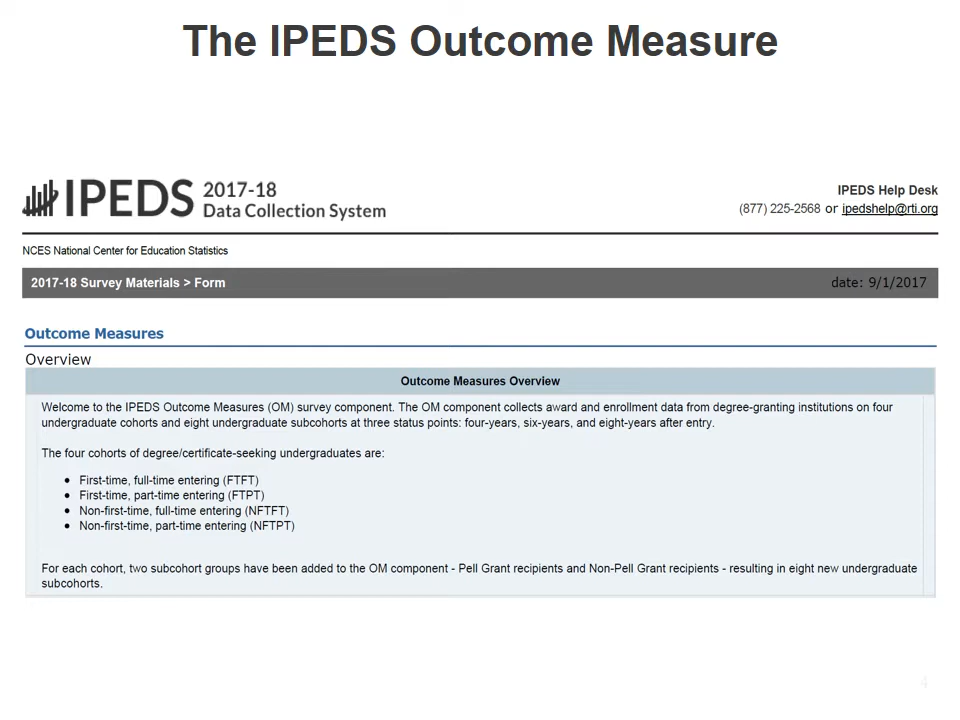 The IPEDS Outcome Measure
IPEDS 2017-18
Data Collection System
IPEDS Help Desk
(877) 225-2568 or ipedshelp@rti.org
NCES National Center for Education Statistics
2017-18 Survey Materials > Form
date: 9/1/2017
Outcome Measures
Overview
Outcome Measures Overview
Welcome to the IPEDS Outcome Measures (OM) survey component. The OM component collects award and enrollment data from degree-granting institutions on four
undergraduate cohorts and eight undergraduate subcohorts at three status points: four-years, six-years, and eight-years after entry.
The four cohorts of degree/certificate-seeking undergraduates are:
• First-time, full-time entering (FTFT)
• First-time, part-time entering (FTPT)
• Non-first-time, full-time entering (NFTFT)
• Non-first-time, part-time entering (NFTPT)
For each cohort, two subcohort groups have been added to the OM component - Pell Grant recipients and Non-Pell Grant recipients - resulting in eight new undergraduate
subcohorts.
4